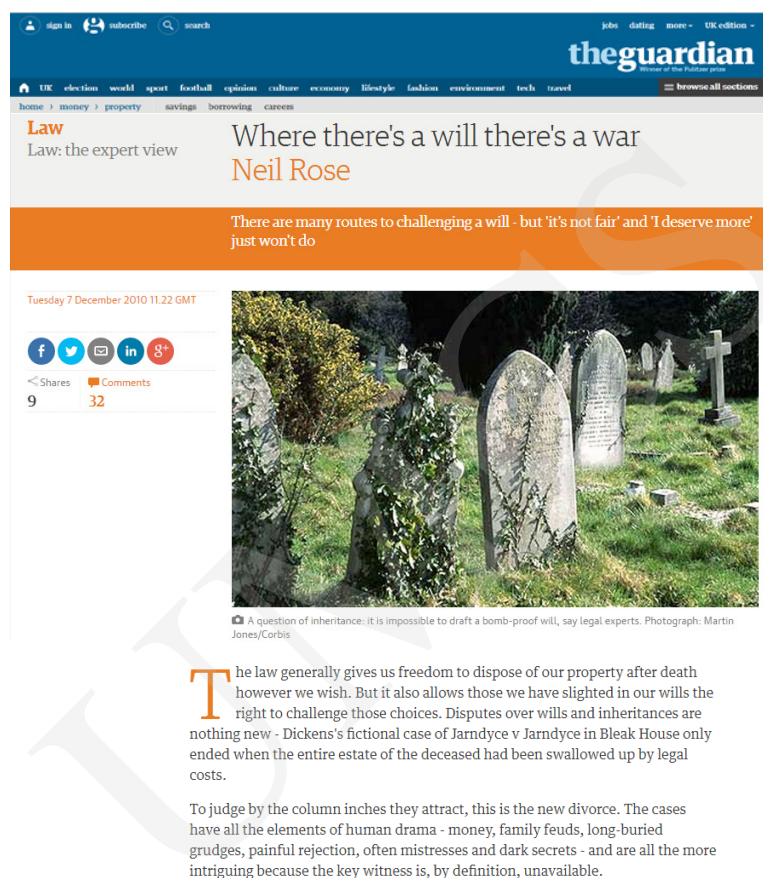 sign in subscribe search
jobs dating more UK edition
theguardian
Winner of the Pulitzer prize
UK election world sport football opinion culture economy lifestyle fashion environment tech travel browse all sections
home › money › property savings borrowing careers
Law
Law: the expert view
Where there's a will there's a war
Neil Rose
There are many routes to challenging a will - but 'it's not fair' and 'I deserve more'
just won't do
Tuesday 7 December 2010 11.22 GMT
f in g+
Shares Comments
9 32
A question of inheritance: it is impossible to draft a bomb-proof will, say legal experts. Photograph: Martin
Jones/Corbis
The law generally gives us freedom to dispose of our property after death
however we wish. But it also allows those we have slighted in our wills the
right to challenge those choices. Disputes over wills and inheritances are
nothing new - Dickens's fictional case of Jarndyce v Jarndyce in Bleak House only
ended when the entire estate of the deceased had been swallowed up by legal
costs.
To judge by the column inches they attract, this is the new divorce. The cases
have all the elements of human drama - money, family feuds, long-buried
grudges, painful rejection, often mistresses and dark secrets - and are all the more
intriguing because the key witness is, by definition, unavailable.